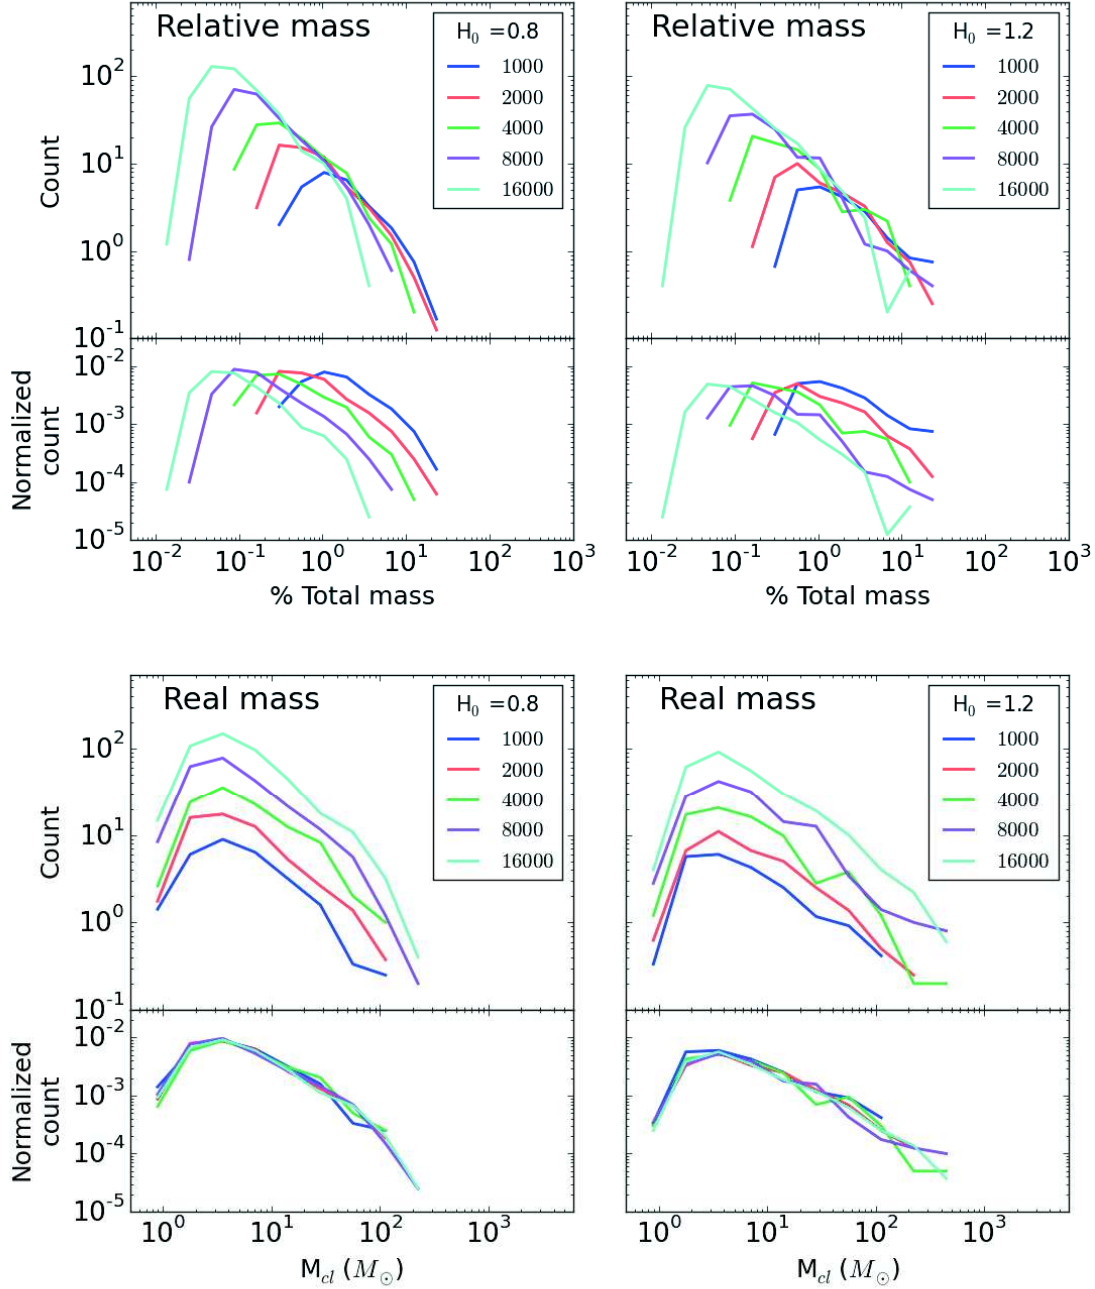 Relative mass
H0 =0.8
1000
2000
4000
8000
16000
10^2
10^1
10^0
10^-1
Count
10^-2
10^-3
10^-4
10^-5
Normalized
count
10^-2 10^-1 10^0 10^1 10^2 10^3
% Total mass
Relative mass
H0 =1.2
1000
2000
4000
8000
16000
10^-2 10^-1 10^0 10^1 10^2 10^3
% Total mass
Real mass
H0 =0.8
1000
2000
4000
8000
16000
10^2
10^1
10^0
10^-1
Count
10^-2
10^-3
10^-4
10^-5
Normalized
count
10^0 10^1 10^2 10^3
Mcl (M⊙)
Real mass
H0 =1.2
1000
2000
4000
8000
16000
10^0 10^1 10^2 10^3
Mcl (M⊙)